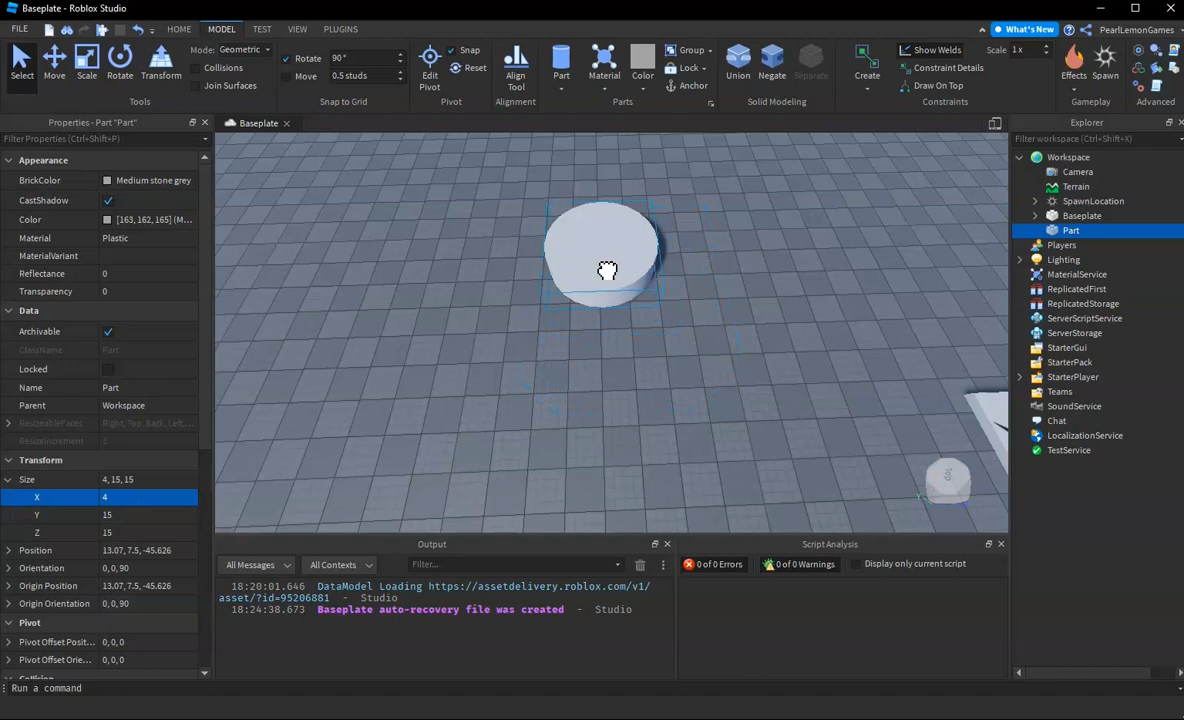 Baseplate - Roblox Studio
FILE HOME MODEL TEST VIEW PLUGINS What's New PearlLemonGames
Select Move Scale Rotate Transform Mode: Geometric Collisions Join Surfaces
Rotate 90° Move 0.5 studs
Edit Pivot Snap Reset
Align Tool
Part Material Color Group Lock Anchor
Union Negate Separate
Create Show Welds Scale 1 x Constraint Details Draw On Top
Effects Spawn
Tools Snap to Grid Pivot Alignment Parts Solid Modeling Constraints Gameplay Advanced
Properties - Part "Part"
Filter Properties (Ctrl+Shift+P)
Appearance
BrickColor Medium stone grey
CastShadow
Color [163, 162, 165] (M...
Material Plastic
MaterialVariant
Reflectance 0
Transparency 0
Data
Archivable
ClassName Part
Locked
Name Part
Parent Workspace
ResizeableFaces Right, Top, Back, Left,...
ResizeIncrement 1
Transform
Size 4, 15, 15
X 4
Y 15
Z 15
Position 13.07, 7.5, -45.626
Orientation 0, 0, 90
Origin Position 13.07, 7.5, -45.626
Origin Orientation 0, 0, 90
Pivot
Pivot Offset Posit... 0, 0, 0
Pivot Offset Orie... 0, 0, 0
Collision
Baseplate
Top
Explorer
Filter workspace (Ctrl+Shift+X)
Workspace
Camera
Terrain
SpawnLocation
Baseplate
Part
Players
Lighting
MaterialService
ReplicatedFirst
ReplicatedStorage
ServerScriptService
ServerStorage
StarterGui
StarterPack
StarterPlayer
Teams
SoundService
Chat
LocalizationService
TestService
Output
All Messages All Contexts Filter...
18:20:01.646 DataModel Loading https://assetdelivery.roblox.com/v1/
asset/?id=95206881 - Studio
18:24:38.673 Baseplate auto-recovery file was created - Studio
Script Analysis
0 of 0 Errors 0 of 0 Warnings Display only current script
Run a command